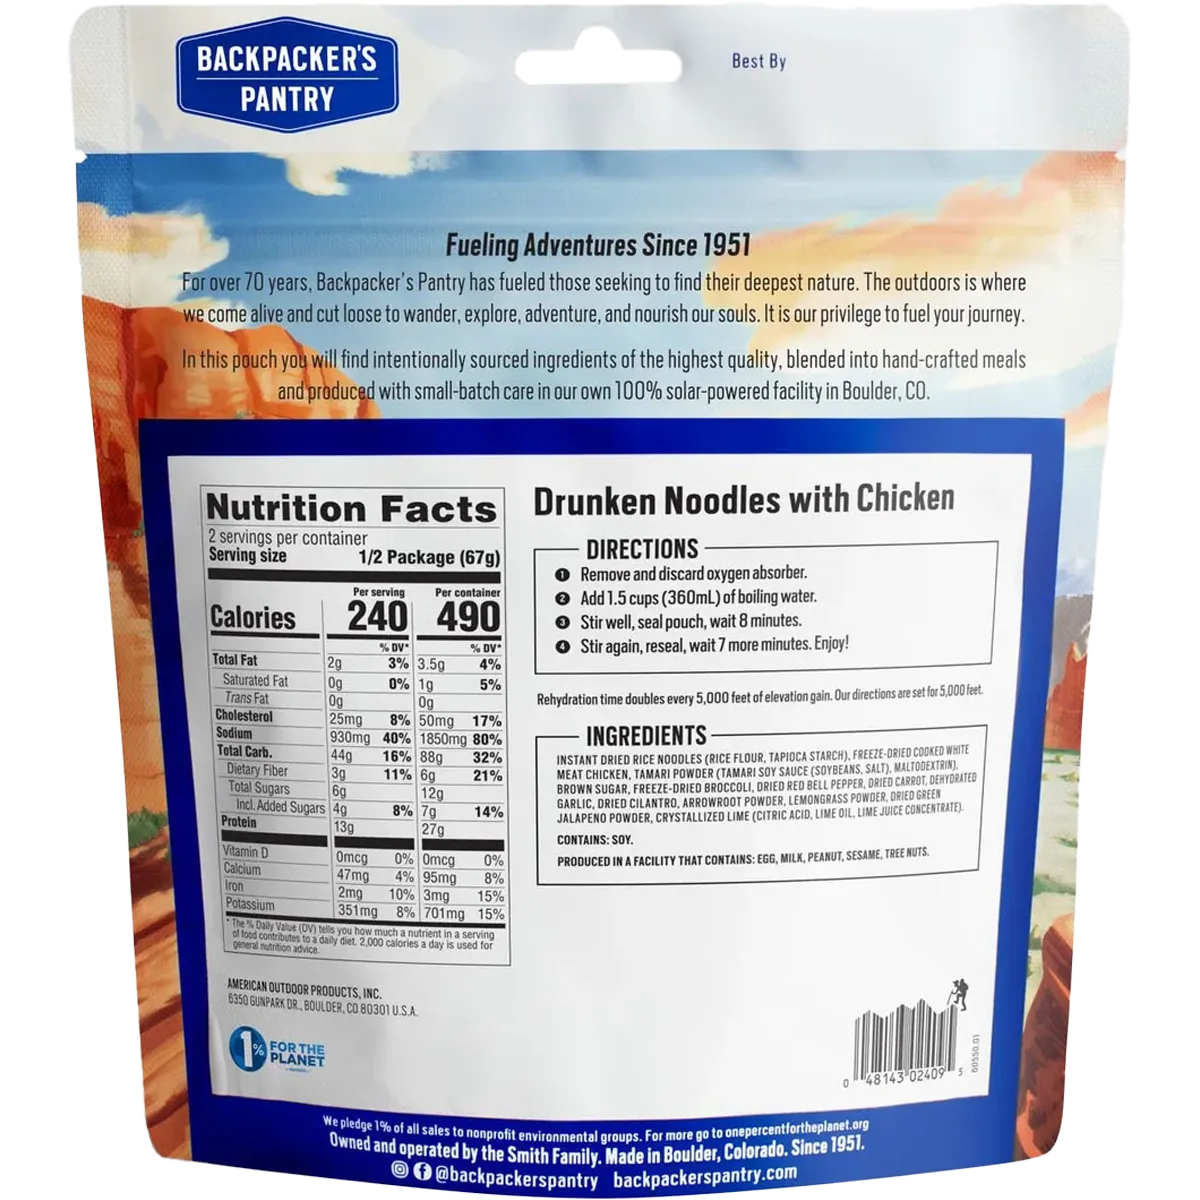 BACKPACKER'S
PANTRY
Best By
Fueling Adventures Since 1951
For over 70 years, Backpacker's Pantry has fueled those seeking to find their deepest nature. The outdoors is where
we come alive and cut loose to wander, explore, adventure, and nourish our souls. It is our privilege to fuel your journey.
In this pouch you will find intentionally sourced ingredients of the highest quality, blended into hand-crafted meals
and produced with small-batch care in our own 100% solar-powered facility in Boulder, CO.
Nutrition Facts
2 servings per container
Serving size 1/2 Package (67g)
Per serving Per container
Calories 240 490
% DV* % DV*
Total Fat 2g 3% 3.5g 4%
Saturated Fat 0g 0% 1g 5%
Trans Fat 0g 0g
Cholesterol 25mg 8% 50mg 17%
Sodium 930mg 40% 1850mg 80%
Total Carb. 44g 16% 88g 32%
Dietary Fiber 3g 11% 6g 21%
Total Sugars 6g 12g
Incl. Added Sugars 4g 8% 7g 14%
Protein 13g 27g
Vitamin D 0mcg 0% 0mcg 0%
Calcium 47mg 4% 95mg 8%
Iron 2mg 10% 3mg 15%
Potassium 351mg 8% 701mg 15%
* The % Daily Value (DV) tells you how much a nutrient in a serving
of food contributes to a daily diet. 2,000 calories a day is used for
general nutrition advice.
AMERICAN OUTDOOR PRODUCTS, INC.
6350 GUNPARK DR., BOULDER, CO 80301 U.S.A.
1% FOR THE
PLANET
Drunken Noodles with Chicken
DIRECTIONS
1 Remove and discard oxygen absorber.
2 Add 1.5 cups (360mL) of boiling water.
3 Stir well, seal pouch, wait 8 minutes.
4 Stir again, reseal, wait 7 more minutes. Enjoy!
Rehydration time doubles every 5,000 feet of elevation gain. Our directions are set for 5,000 feet.
INGREDIENTS
INSTANT DRIED RICE NOODLES (RICE FLOUR, TAPIOCA STARCH), FREEZE-DRIED COOKED WHITE
MEAT CHICKEN, TAMARI POWDER (TAMARI SOY SAUCE (SOYBEANS, SALT), MALTODEXTRIN),
BROWN SUGAR, FREEZE-DRIED BROCCOLI, DRIED RED BELL PEPPER, DRIED CARROT, DEHYDRATED
GARLIC, DRIED CILANTRO, ARROWROOT POWDER, LEMONGRASS POWDER, DRIED GREEN
JALAPENO POWDER, CRYSTALLIZED LIME (CITRIC ACID, LIME OIL, LIME JUICE CONCENTRATE).
CONTAINS: SOY.
PRODUCED IN A FACILITY THAT CONTAINS: EGG, MILK, PEANUT, SESAME, TREE NUTS.
0 48143 02409 5
00550.01
We pledge 1% of all sales to nonprofit environmental groups. For more go to onepercentfortheplanet.org
Owned and operated by the Smith Family. Made in Boulder, Colorado. Since 1951.
@backpackerspantry backpackerspantry.com